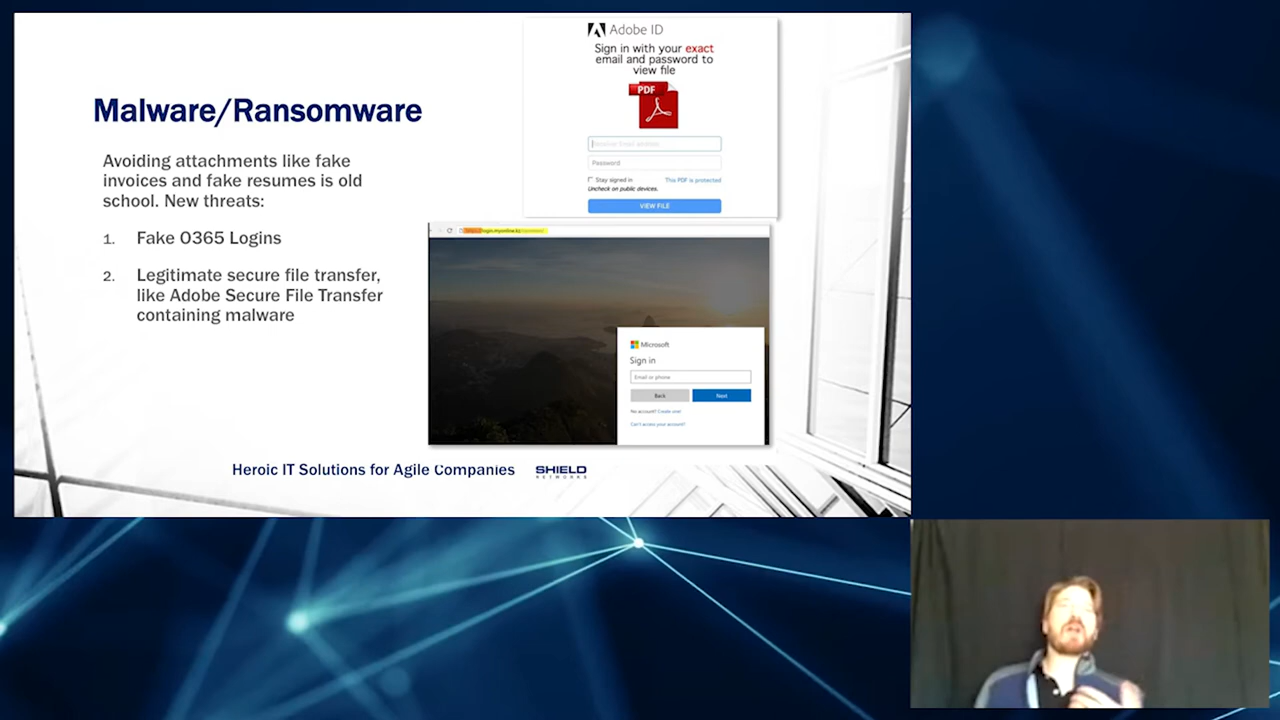 Malware/Ransomware
Avoiding attachments like fake
invoices and fake resumes is old
school. New threats:
1. Fake O365 Logins
2. Legitimate secure file transfer,
like Adobe Secure File Transfer
containing malware
Adobe ID
Sign in with your exact
email and password to
view file
PDF
Password
Stay signed in
This PDF is protected
Uncheck on public devices.
VIEW FILE
Microsoft
Sign in
Email or phone
Back
Next
No account? Create one!
Can't access your account?
Heroic IT Solutions for Agile Companies
SHIELD
NETWORKS